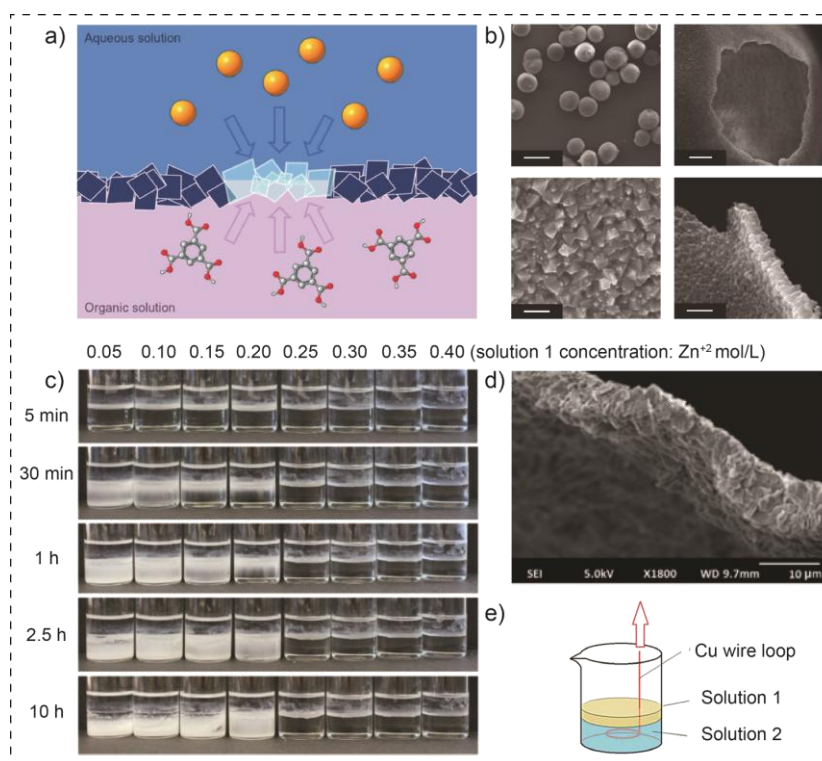 a)
Aqueous solution
Organic solution
b)
0.05 0.10 0.15 0.20 0.25 0.30 0.35 0.40 (solution 1 concentration: Zn⁺² mol/L)
c)
5 min
30 min
1 h
2.5 h
10 h
d)
SEI 5.0kV X1800 WD 9.7mm 10 μm
e)
Cu wire loop
Solution 1
Solution 2